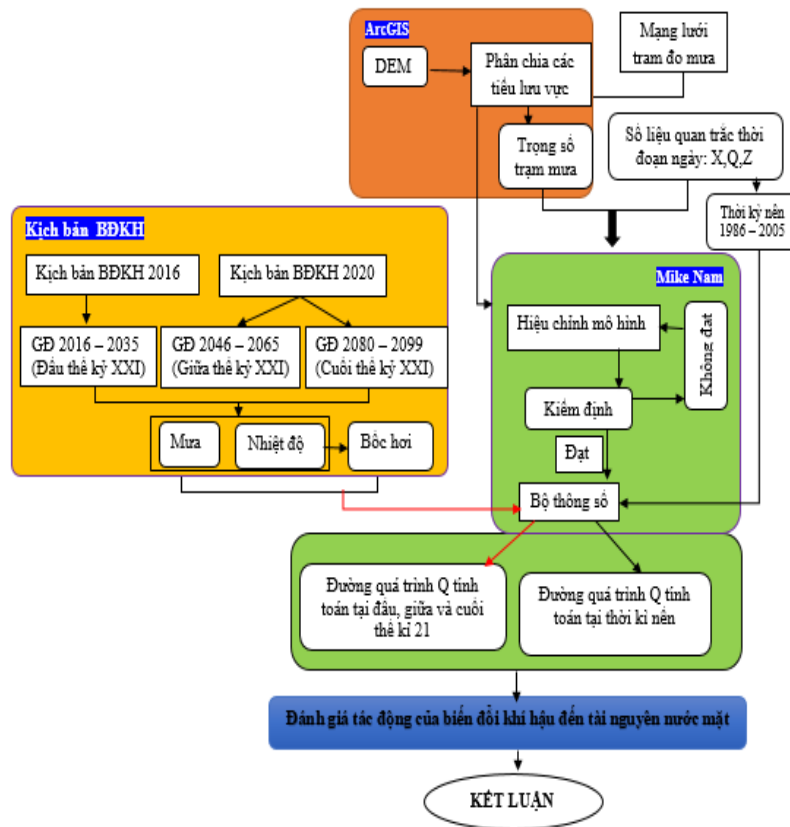 ArcGIS
DEM
Phân chia các
tiểu lưu vực
Trọng số
trạm mưa
Mạng lưới
tram đo mưa
Số liệu quan trắc thời
đoạn ngày: X,Q,Z
Thời kỳ nền
1986 – 2005
Kịch bản BĐKH
Kịch bản BĐKH 2016
Kịch bản BĐKH 2020
GĐ 2016 – 2035
(Đầu thế kỷ XXI)
GĐ 2046 – 2065
(Giữa thế kỷ XXI)
GĐ 2080 – 2099
(Cuối thế kỷ XXI)
Mưa
Nhiệt độ
Bốc hơi
Mike Nam
Hiệu chỉnh mô hình
Không đạt
Kiểm định
Đạt
Bộ thông số
Đường quá trình Q tính
toán tại đầu, giữa và cuối
thế kỉ 21
Đường quá trình Q tính
toán tại thời kì nền
Đánh giá tác động của biến đổi khí hậu đến tài nguyên nước mặt
KẾT LUẬN